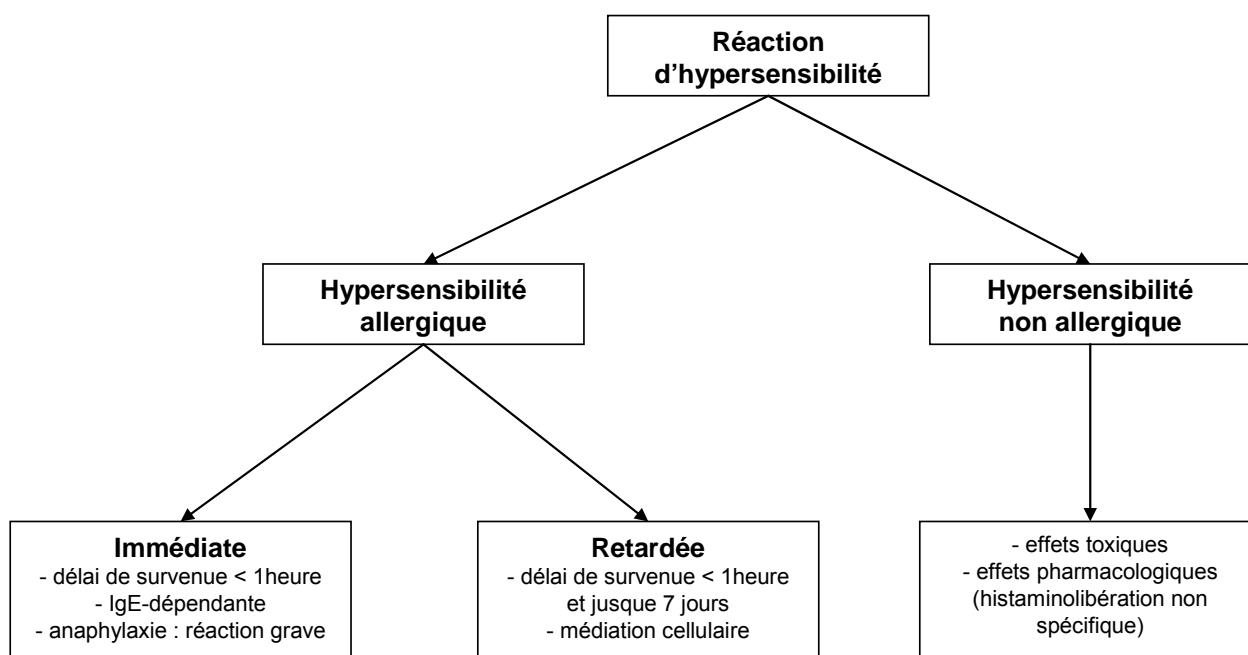 Réaction
d'hypersensibilité
Hypersensibilité
allergique
Hypersensibilité
non allergique
Immédiate
- délai de survenue < 1heure
- IgE-dépendante
- anaphylaxie : réaction grave
Retardée
- délai de survenue < 1heure
et jusque 7 jours
- médiation cellulaire
- effets toxiques
- effets pharmacologiques
(histaminolibération non
spécifique)